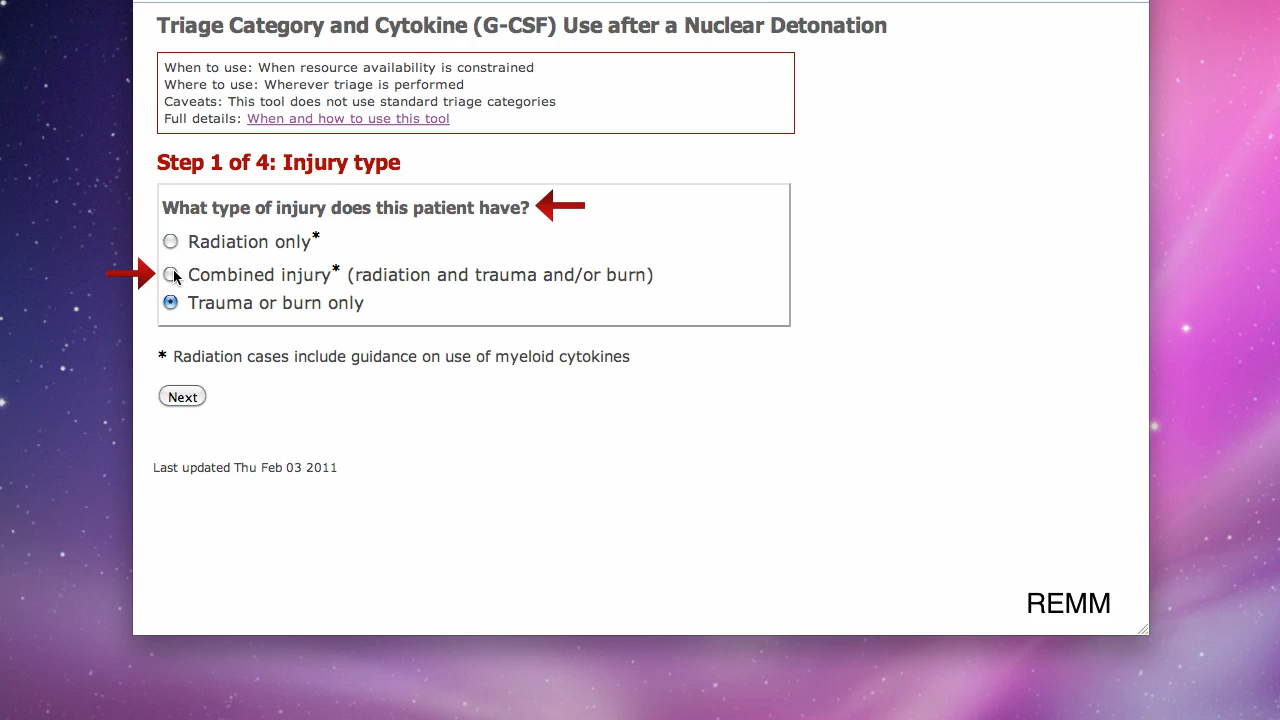 Triage Category and Cytokine (G-CSF) Use after a Nuclear Detonation
When to use: When resource availability is constrained
Where to use: Wherever triage is performed
Caveats: This tool does not use standard triage categories
Full details: When and how to use this tool
Step 1 of 4: Injury type
What type of injury does this patient have?
Radiation only*
Combined injury* (radiation and trauma and/or burn)
Trauma or burn only
* Radiation cases include guidance on use of myeloid cytokines
Next
Last updated Thu Feb 03 2011
REMM